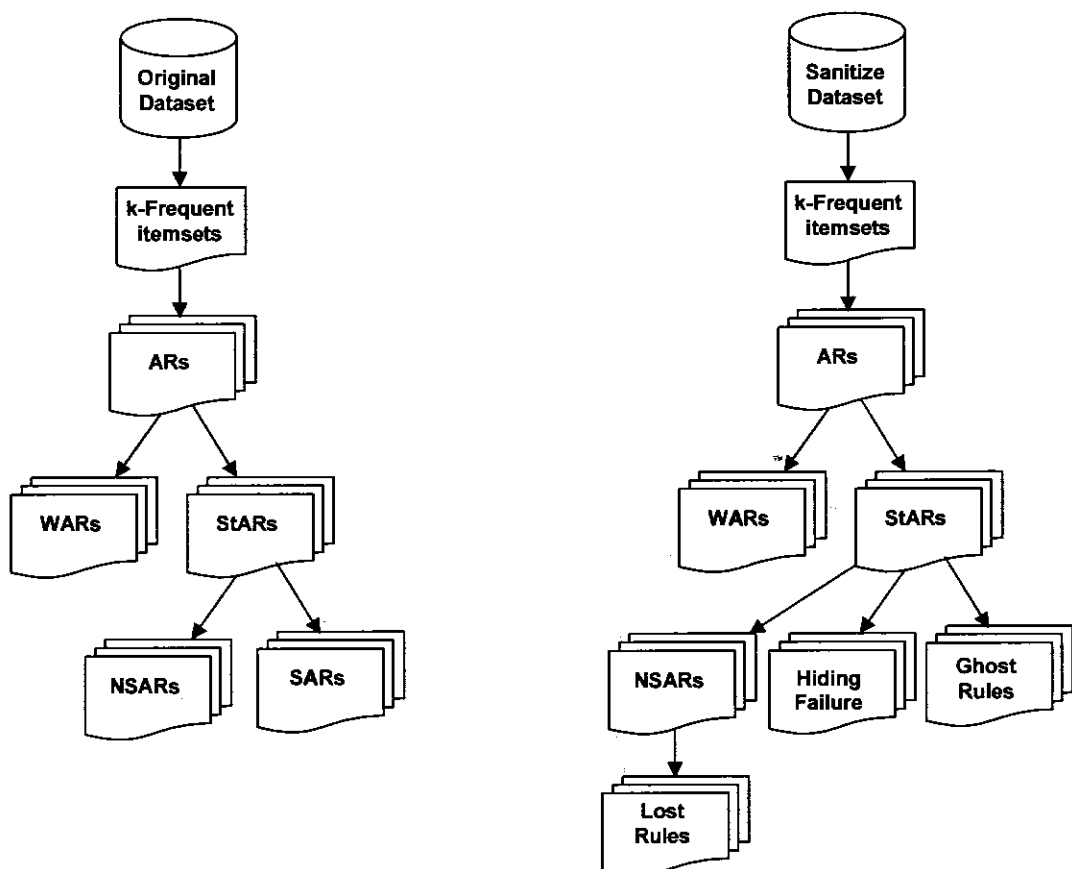 Original
Dataset
k-Frequent
itemsets
ARs
WARs
StARs
NSARs
SARs
Sanitize
Dataset
k-Frequent
itemsets
ARs
WARs
StARs
NSARs
Hiding
Failure
Ghost
Rules
Lost
Rules